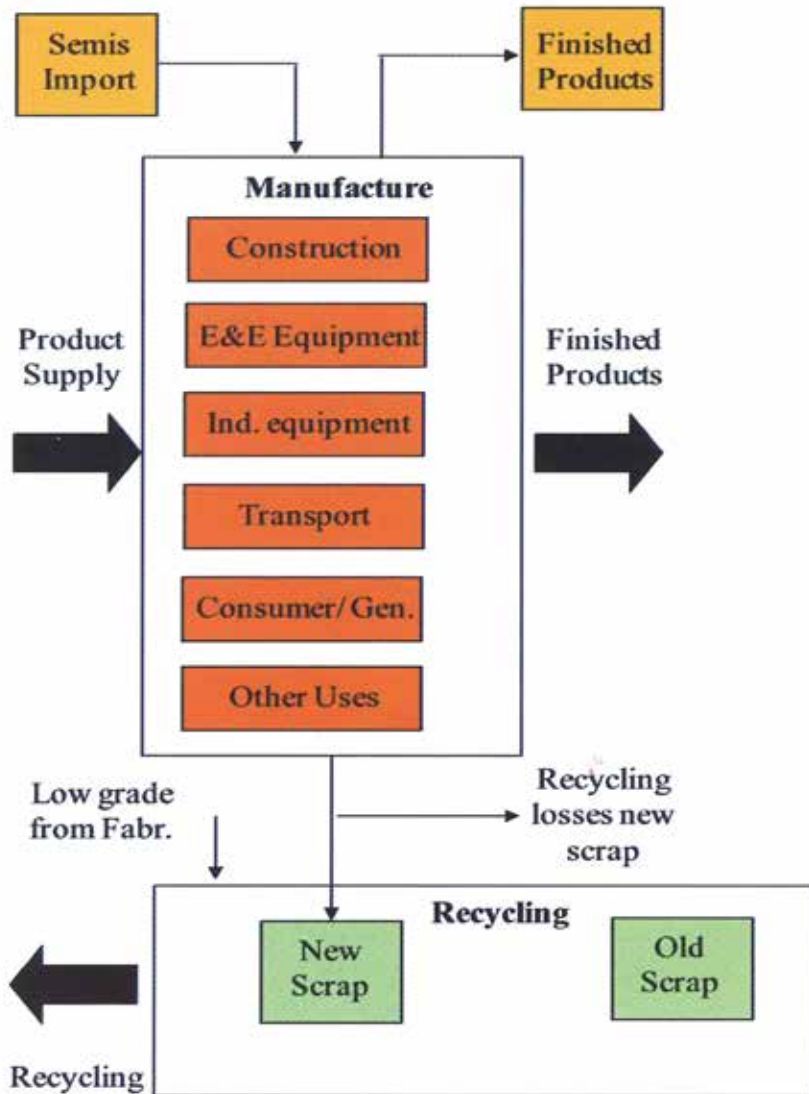 Semis
Import
Finished
Products
Manufacture
Construction
E&E Equipment
Ind. equipment
Transport
Consumer/ Gen.
Other Uses
Product
Supply
Finished
Products
Low grade
from Fabr.
Recycling
losses new
scrap
Recycling
New
Scrap
Old
Scrap
Recycling